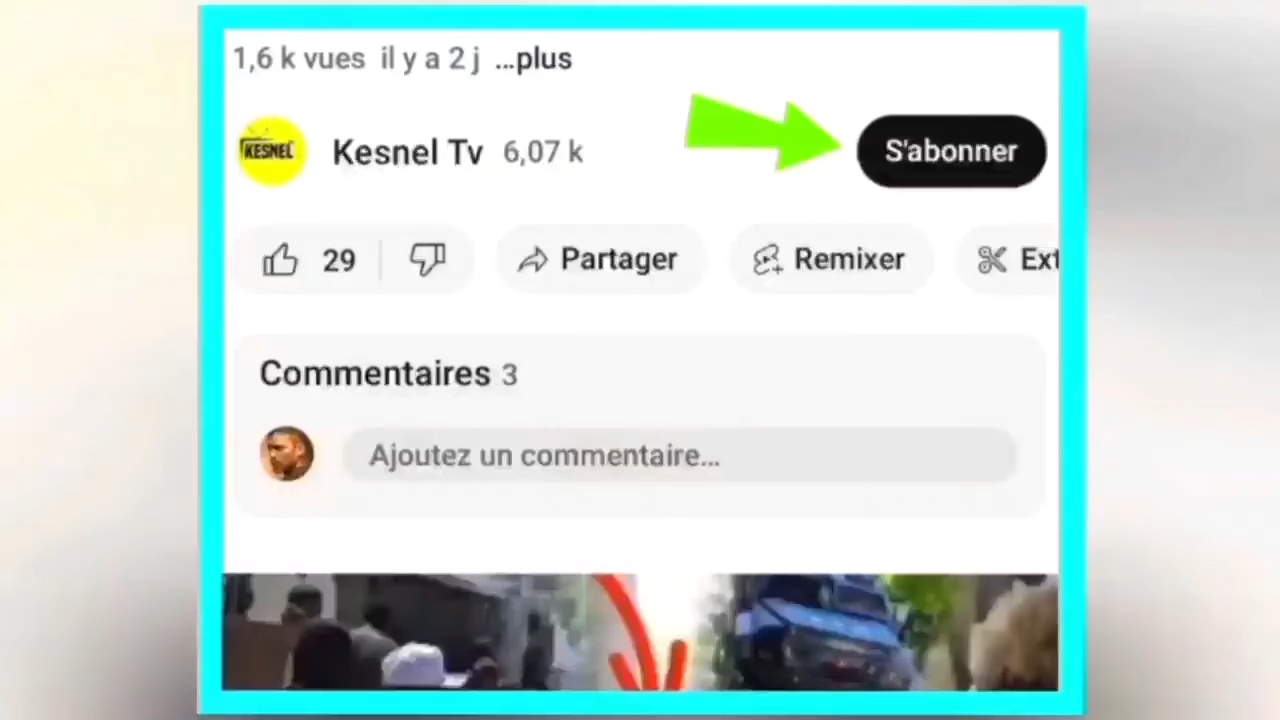 1,6 k vues il y a 2 j ...plus
KESNEL
Kesnel Tv 6,07 k
S'abonner
29
Partager
Remixer
Ext
Commentaires 3
Ajoutez un commentaire...